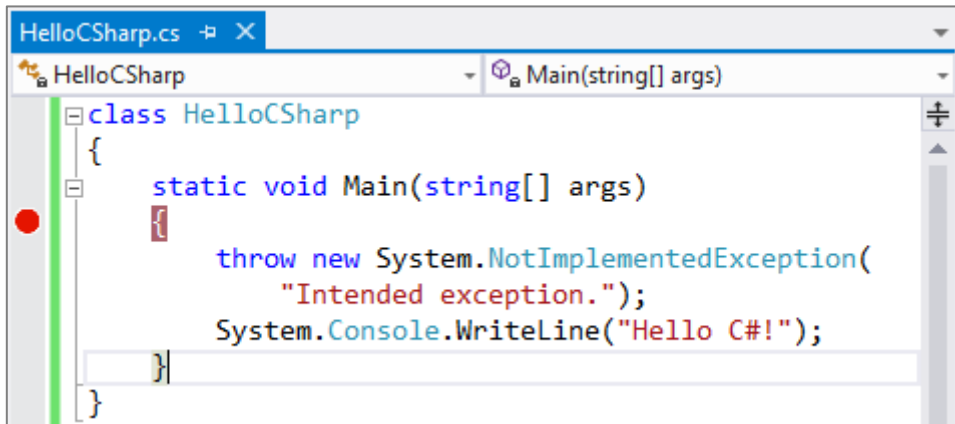 HelloCSharp.cs
HelloCSharp Main(string[] args)
class HelloCSharp
{
static void Main(string[] args)
{
throw new System.NotImplementedException(
"Intended exception.");
System.Console.WriteLine("Hello C#!");
}
}